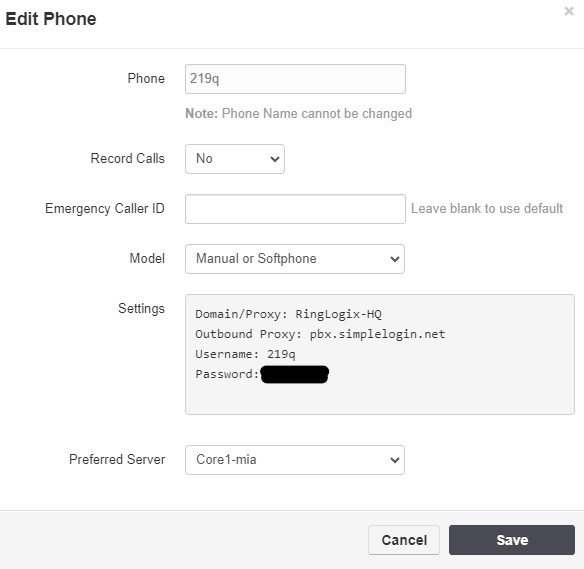 Edit Phone
×
Phone 219q
Note: Phone Name cannot be changed
Record Calls No
Emergency Caller ID Leave blank to use default
Model Manual or Softphone
Settings
Domain/Proxy: RingLogix-HQ
Outbound Proxy: pbx.simplelogin.net
Username: 219q
Password:
Preferred Server Core1-mia
Cancel Save